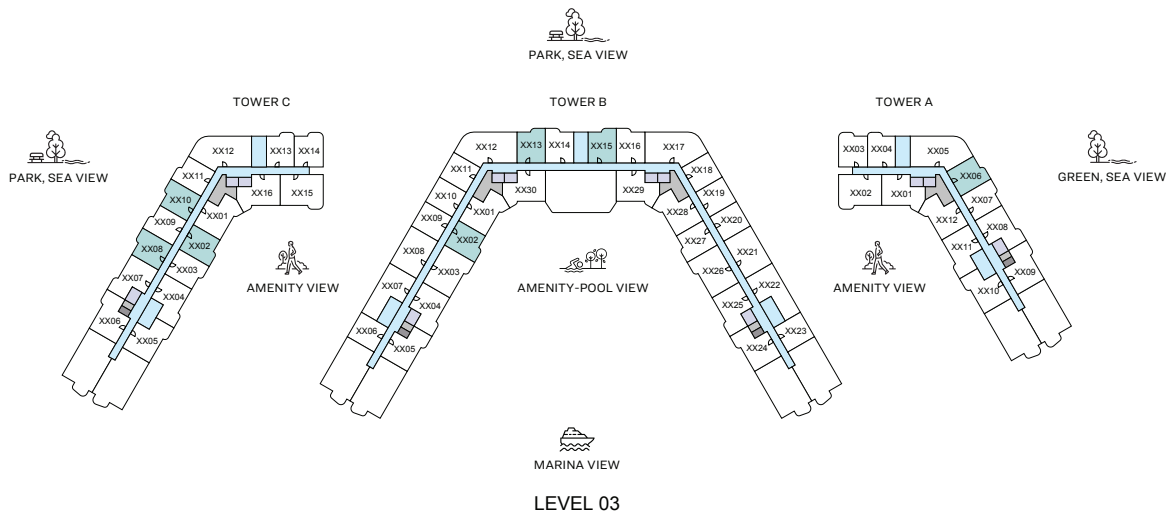 PARK, SEA VIEW
TOWER C
TOWER B
TOWER A
PARK, SEA VIEW
GREEN, SEA VIEW
XX12
XX13
XX14
XX11
XX16
XX15
XX10
XX01
XX09
XX02
XX08
XX03
XX07
XX04
XX06
XX05
XX12
XX13
XX14
XX15
XX16
XX17
XX11
XX30
XX29
XX18
XX10
XX01
XX28
XX19
XX09
XX02
XX27
XX20
XX08
XX03
XX26
XX21
XX07
XX04
XX25
XX22
XX06
XX05
XX24
XX23
XX03
XX04
XX05
XX02
XX01
XX06
XX12
XX07
XX11
XX08
XX10
XX09
AMENITY VIEW
AMENITY-POOL VIEW
AMENITY VIEW
MARINA VIEW
LEVEL 03